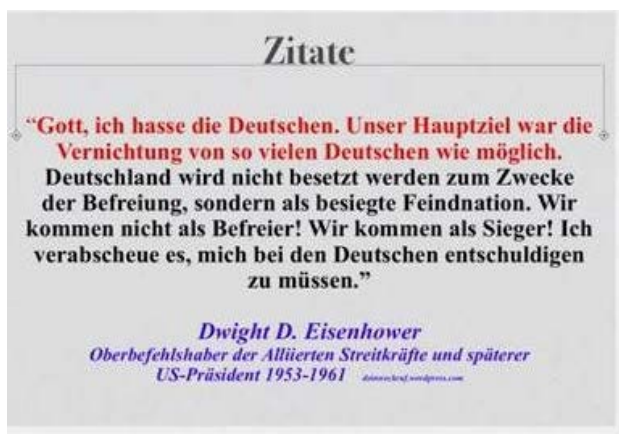 Zitate
“Gott, ich hasse die Deutschen. Unser Hauptziel war die
Vernichtung von so vielen Deutschen wie möglich.
Deutschland wird nicht besetzt werden zum Zwecke
der Befreiung, sondern als besiegte Feindnation. Wir
kommen nicht als Befreier! Wir kommen als Sieger! Ich
verabscheue es, mich bei den Deutschen entschuldigen
zu müssen.”
Dwight D. Eisenhower
Oberbefehlshaber der Alliierten Streitkräfte und späterer
US-Präsident 1953-1961